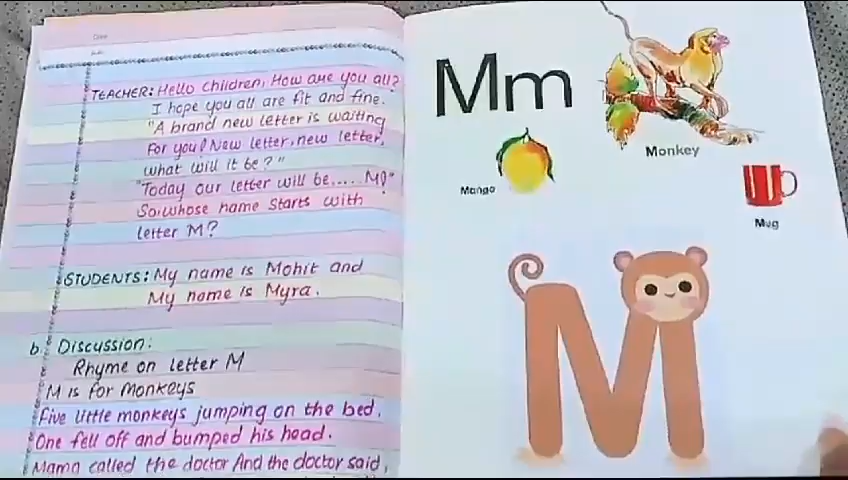 Date
TEACHER: Hello children, How are you all?
I hope you all are fit and fine.
"A brand new letter is waiting
For you! New letter, new letter,
what will it be?"
"Today our letter will be..... M!"
So, whose name starts with
letter M?
STUDENTS: My name is Mohit and
My name is Myra.
b. Discussion:
Rhyme on letter M
M is for Monkeys
Five little monkeys jumping on the bed,
One fell off and bumped his head.
Mama called the doctor And the doctor said,
Mm
Monkey
Mango
Mug
M